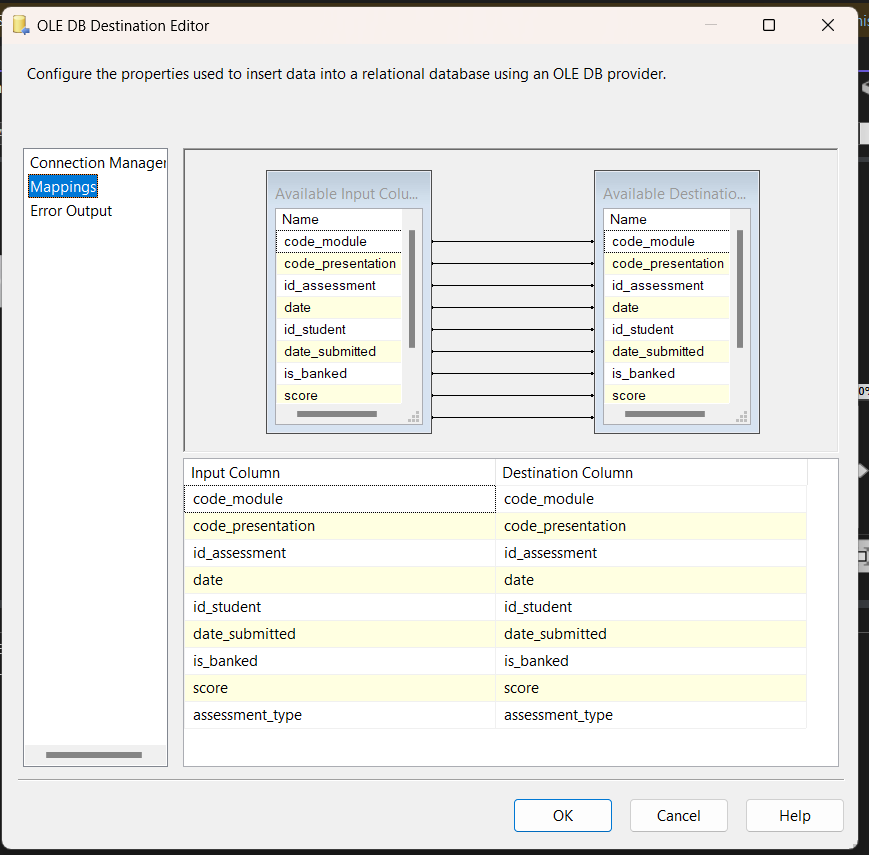 OLE DB Destination Editor
Configure the properties used to insert data into a relational database using an OLE DB provider.
Connection Manager
Mappings
Error Output
Available Input Colu...
Name
code_module
code_presentation
id_assessment
date
id_student
date_submitted
is_banked
score
Available Destinatio...
Name
code_module
code_presentation
id_assessment
date
id_student
date_submitted
is_banked
score
Input Column Destination Column
code_module code_module
code_presentation code_presentation
id_assessment id_assessment
date date
id_student id_student
date_submitted date_submitted
is_banked is_banked
score score
assessment_type assessment_type
OK Cancel Help